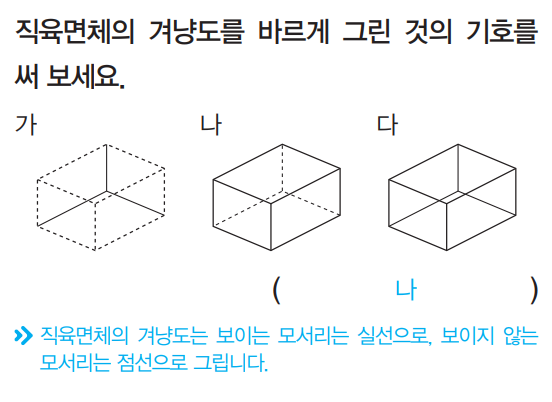 직육면체의 겨냥도를 바르게 그린 것의 기호를
써 보세요.
가 나 다
( 나 )
직육면체의 겨냥도는 보이는 모서리는 실선으로, 보이지 않는
모서리는 점선으로 그립니다.